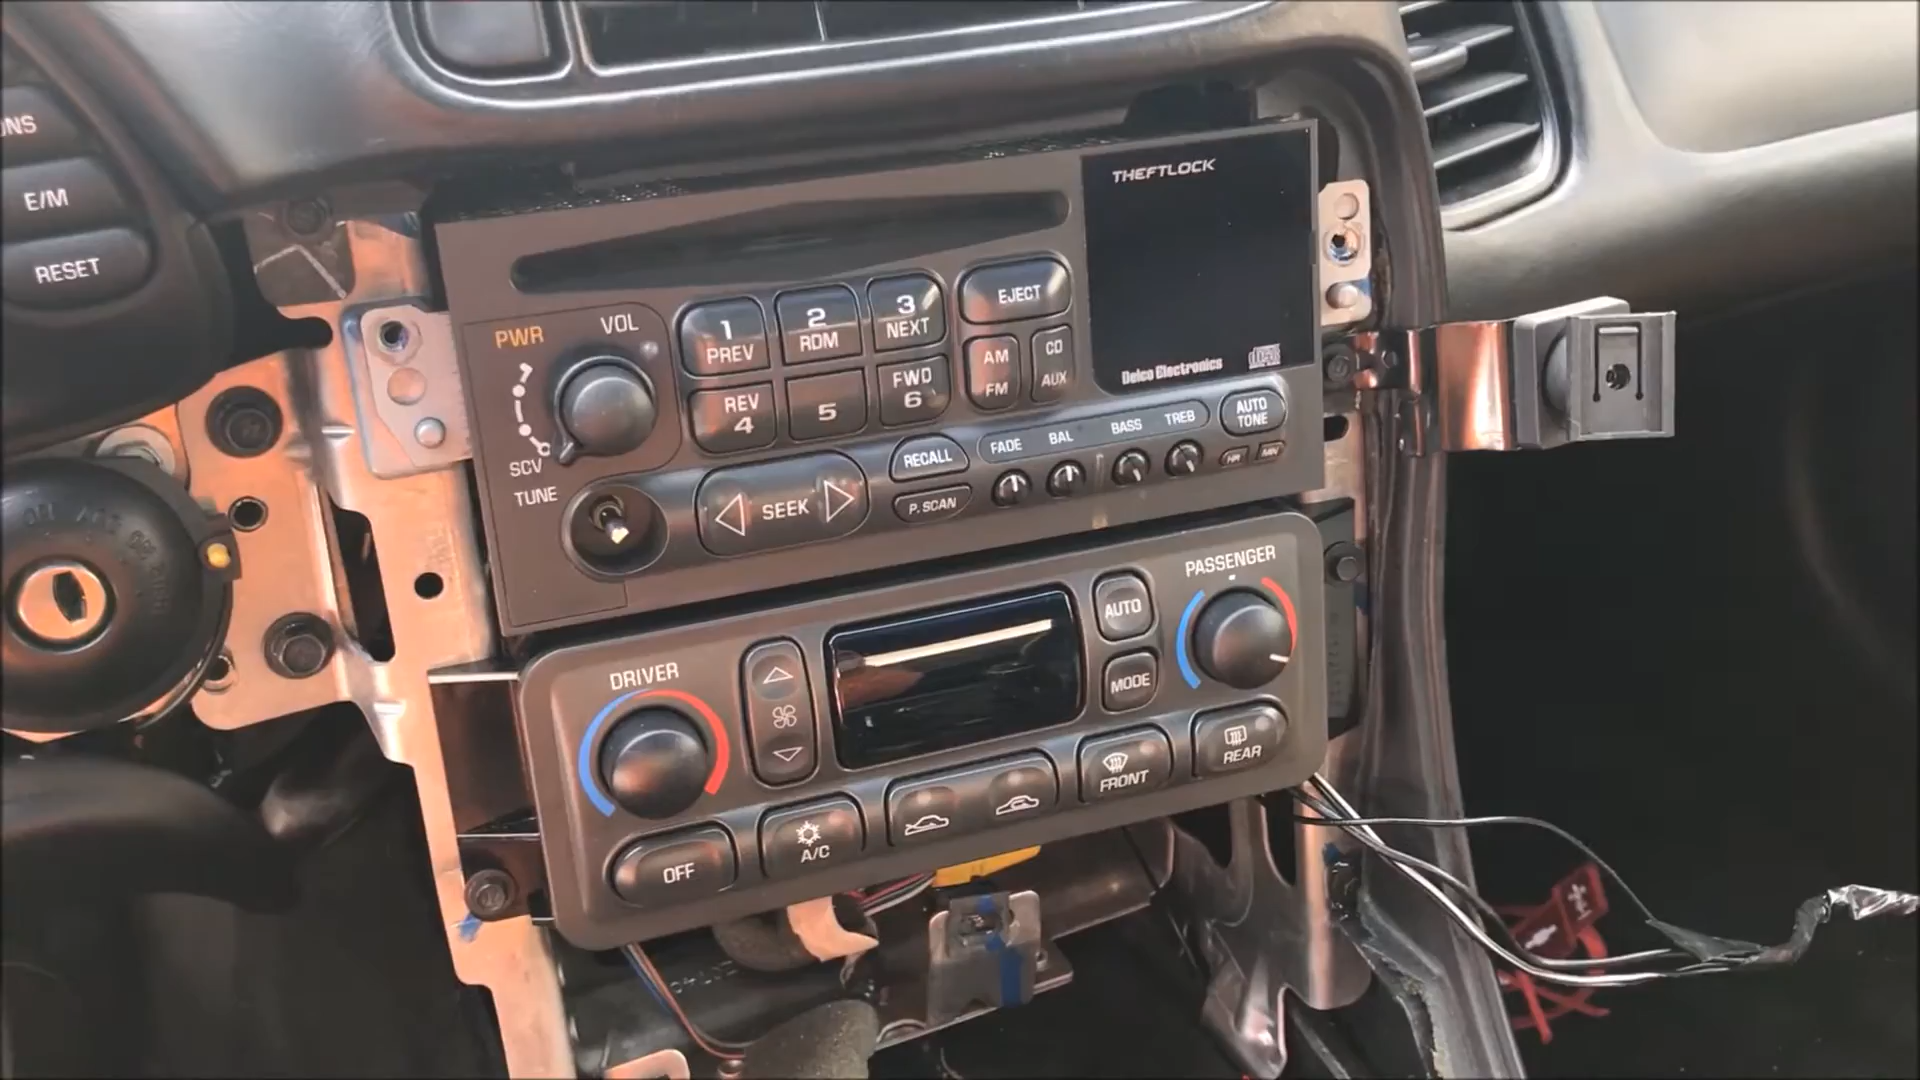 NS
E/M
RESET
THEFTLOCK
PWR
VOL
1
PREV
2
RDM
3
NEXT
EJECT
REV
4
5
FWD
6
AM
FM
CD
AUX
Delco Electronics
SCV
TUNE
SEEK
RECALL
P.SCAN
FADE
BAL
BASS
TREB
AUTO
TONE
HR
MN
DRIVER
AUTO
MODE
PASSENGER
OFF
A/C
FRONT
REAR